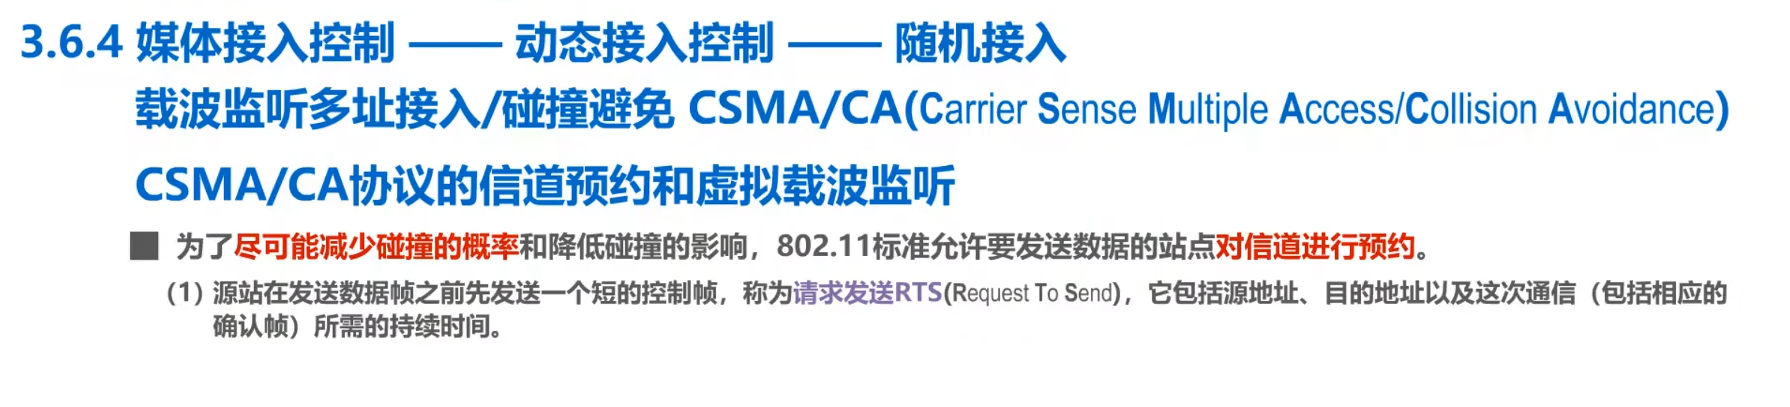 3.6.4 媒体接入控制 —— 动态接入控制 —— 随机接入
载波监听多址接入/碰撞避免 CSMA/CA(Carrier Sense Multiple Access/Collision Avoidance)
CSMA/CA协议的信道预约和虚拟载波监听
■ 为了尽可能减少碰撞的概率和降低碰撞的影响，802.11标准允许要发送数据的站点对信道进行预约。
(1) 源站在发送数据帧之前先发送一个短的控制帧，称为请求发送RTS(Request To Send)，它包括源地址、目的地址以及这次通信（包括相应的
确认帧）所需的持续时间。